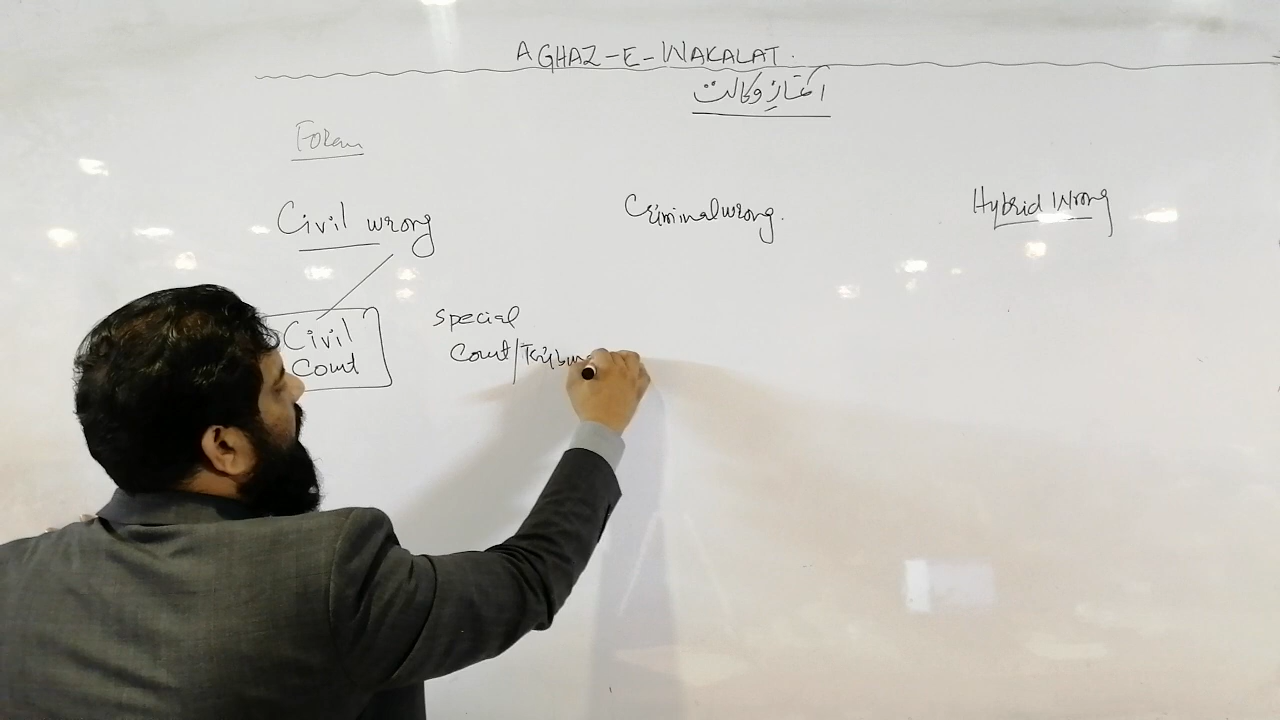 AGHAZ-E-WAKALAT.
آغازِ وکالت
Forum
Civil wrong
Criminal wrong.
Hybrid Wrong
Civil
Court
Special
Court/Tribun